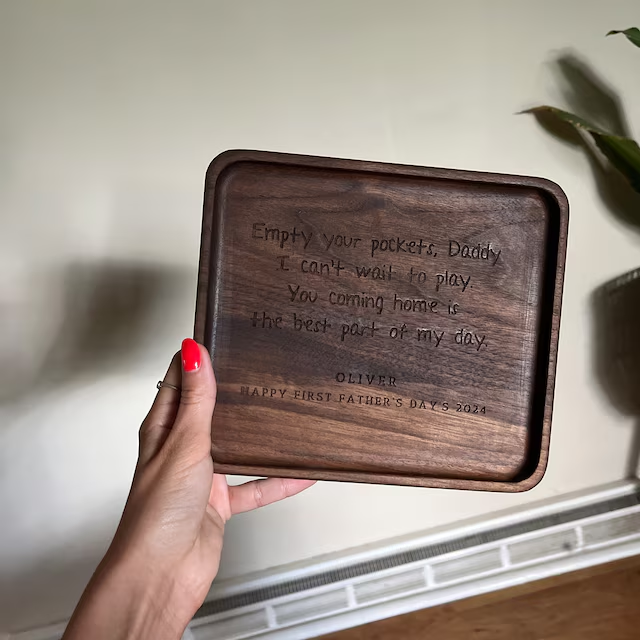 Empty your pockets, Daddy
I can't wait to play.
You coming home is
the best part of my day.
OLIVER
HAPPY FIRST FATHER'S DAY'S 2024